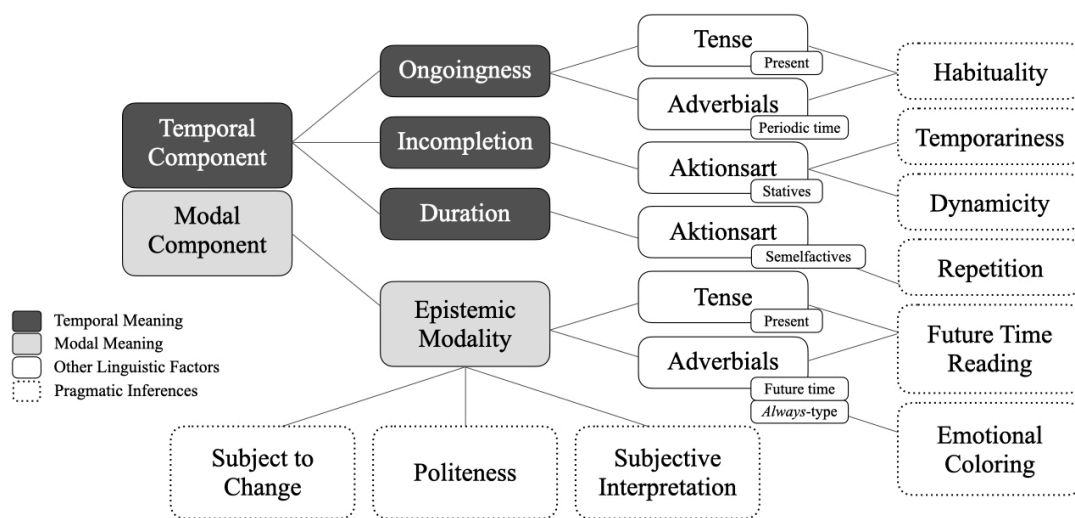 Temporal
Component
Modal
Component
Ongoingness
Incompletion
Duration
Epistemic
Modality
Tense
Present
Adverbials
Periodic time
Aktionsart
Statives
Aktionsart
Semelfactives
Tense
Present
Adverbials
Future time
Always-type
Habituality
Temporariness
Dynamicity
Repetition
Future Time
Reading
Emotional
Coloring
Subject to
Change
Politeness
Subjective
Interpretation
Temporal Meaning
Modal Meaning
Other Linguistic Factors
Pragmatic Inferences